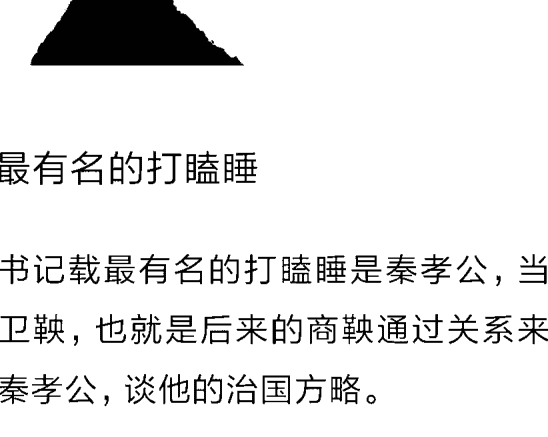 最有名的打瞌睡
书记载最有名的打瞌睡是秦孝公，当
卫鞅，也就是后来的商鞅通过关系来
秦孝公，谈他的治国方略。